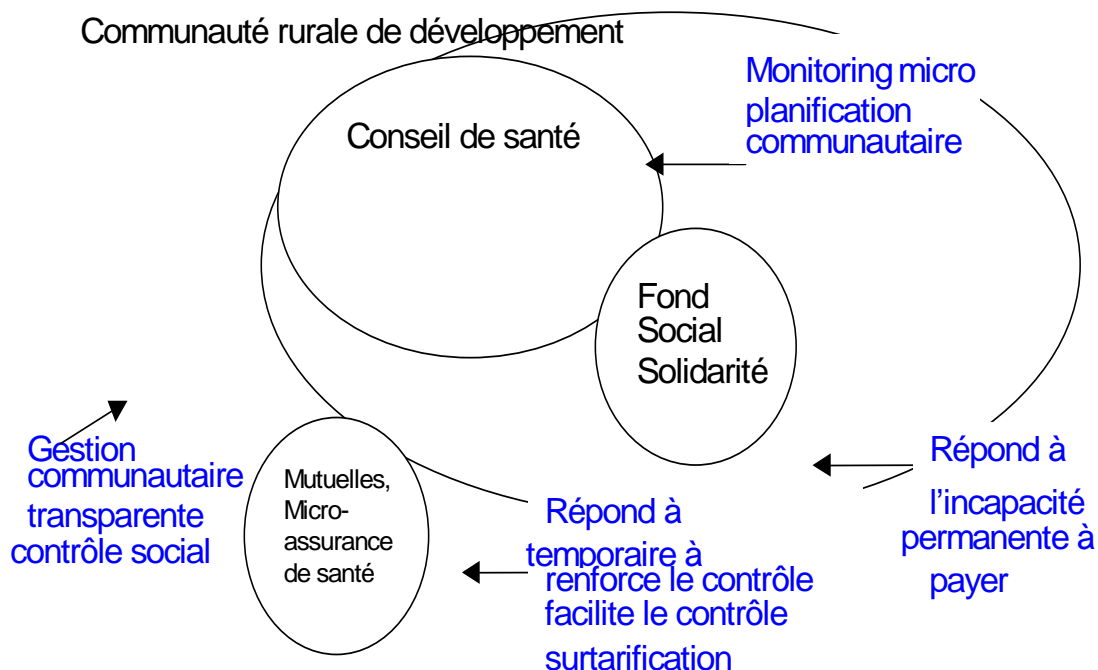 Communauté rurale de développement
Monitoring micro
planification
communautaire
Conseil de santé
Fond
Social
Solidarité
Gestion
communautaire
transparente
contrôle social
Mutuelles,
Micro-
assurance
de santé
Répond à
temporaire à
renforce le contrôle
facilite le contrôle
surtarification
Répond à
l’incapacité
permanente à
payer